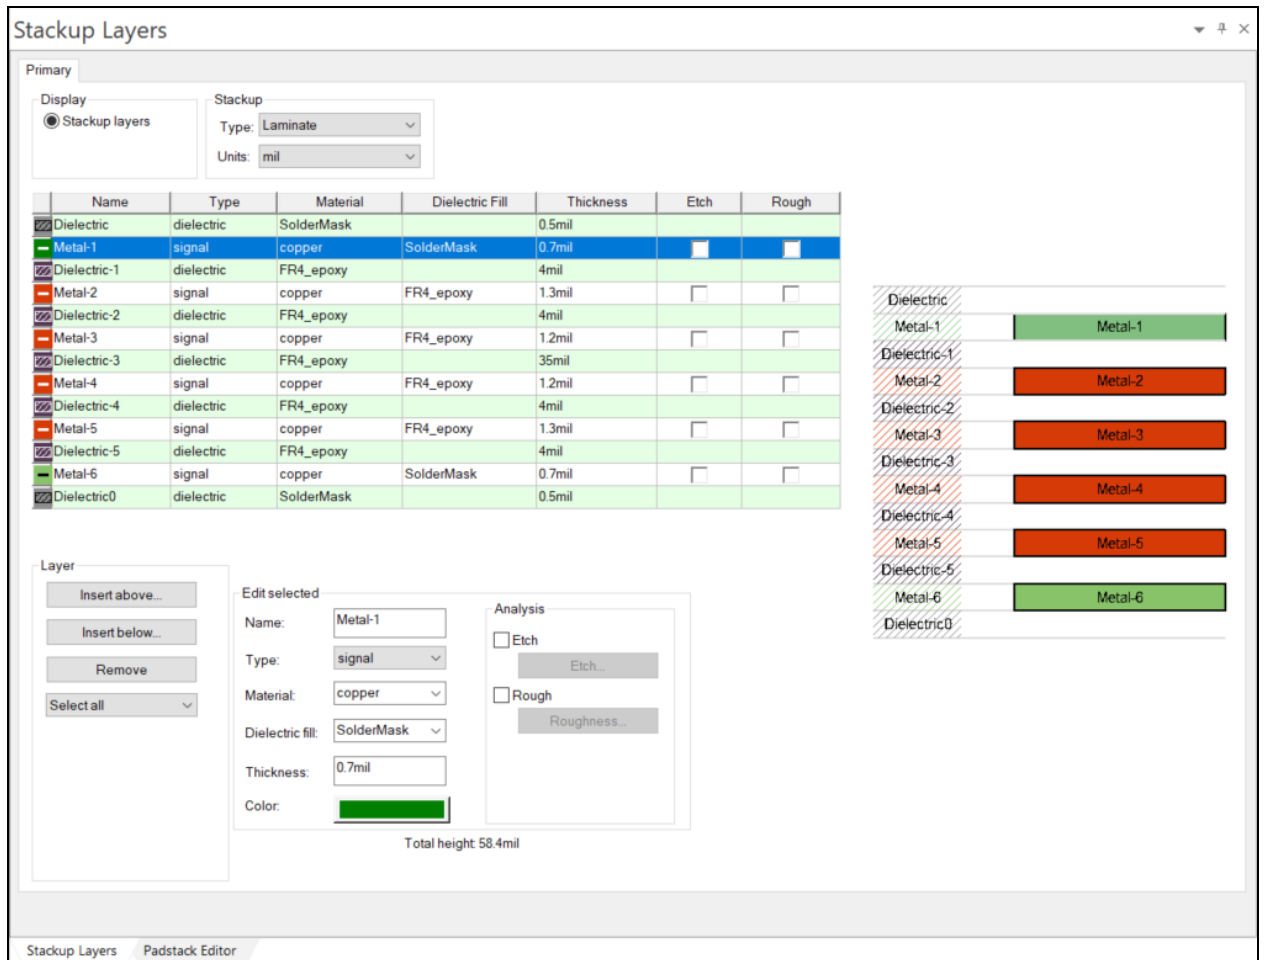 Stackup Layers
Primary
Display
Stackup layers
Stackup
Type: Laminate
Units: mil
Name Type Material Dielectric Fill Thickness Etch Rough
Dielectric dielectric SolderMask 0.5mil
Metal-1 signal copper SolderMask 0.7mil
Dielectric-1 dielectric FR4_epoxy 4mil
Metal-2 signal copper FR4_epoxy 1.3mil
Dielectric-2 dielectric FR4_epoxy 4mil
Metal-3 signal copper FR4_epoxy 1.2mil
Dielectric-3 dielectric FR4_epoxy 35mil
Metal-4 signal copper FR4_epoxy 1.2mil
Dielectric-4 dielectric FR4_epoxy 4mil
Metal-5 signal copper FR4_epoxy 1.3mil
Dielectric-5 dielectric FR4_epoxy 4mil
Metal-6 signal copper SolderMask 0.7mil
Dielectric0 dielectric SolderMask 0.5mil
Dielectric
Metal-1 Metal-1
Dielectric-1
Metal-2 Metal-2
Dielectric-2
Metal-3 Metal-3
Dielectric-3
Metal-4 Metal-4
Dielectric-4
Metal-5 Metal-5
Dielectric-5
Metal-6 Metal-6
Dielectric0
Layer
Insert above...
Insert below...
Remove
Select all
Edit selected
Name: Metal-1
Type: signal
Material: copper
Dielectric fill: SolderMask
Thickness: 0.7mil
Color:
Analysis
Etch
Etch...
Rough
Roughness...
Total height: 58.4mil
Stackup Layers Padstack Editor